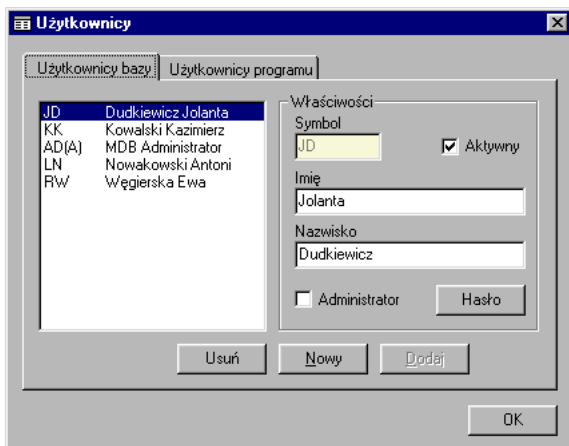 Użytkownicy
Użytkownicy bazy Użytkownicy programu
JD Dudkiewicz Jolanta
KK Kowalski Kazimierz
AD(A) MDB Administrator
LN Nowakowski Antoni
RW Węgierska Ewa
Właściwości
Symbol
JD Aktywny
Imię
Jolanta
Nazwisko
Dudkiewicz
Administrator Hasło
Usuń Nowy Dodaj
OK